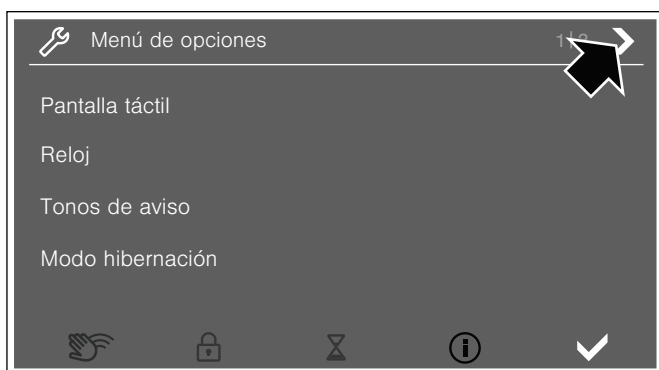 Menú de opciones
Pantalla táctil
Reloj
Tonos de aviso
Modo hibernación